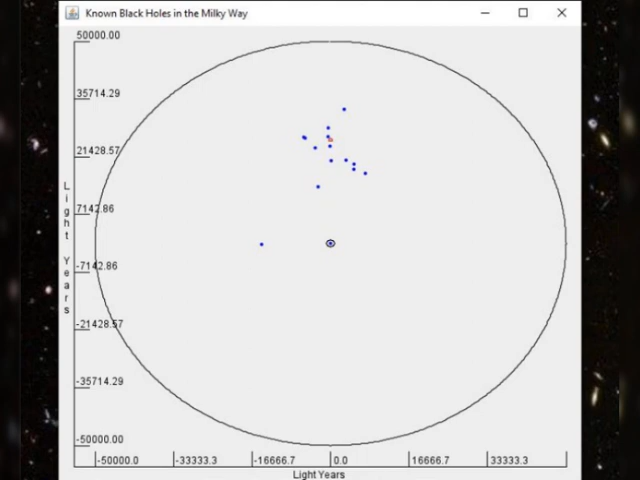 Known Black Holes in the Milky Way
50000.00
35714.29
21428.57
7142.86
-7142.86
-21428.57
-35714.29
-50000.00
Light Years
-50000.0 -33333.3 -16666.7 0.0 16666.7 33333.3
Light Years